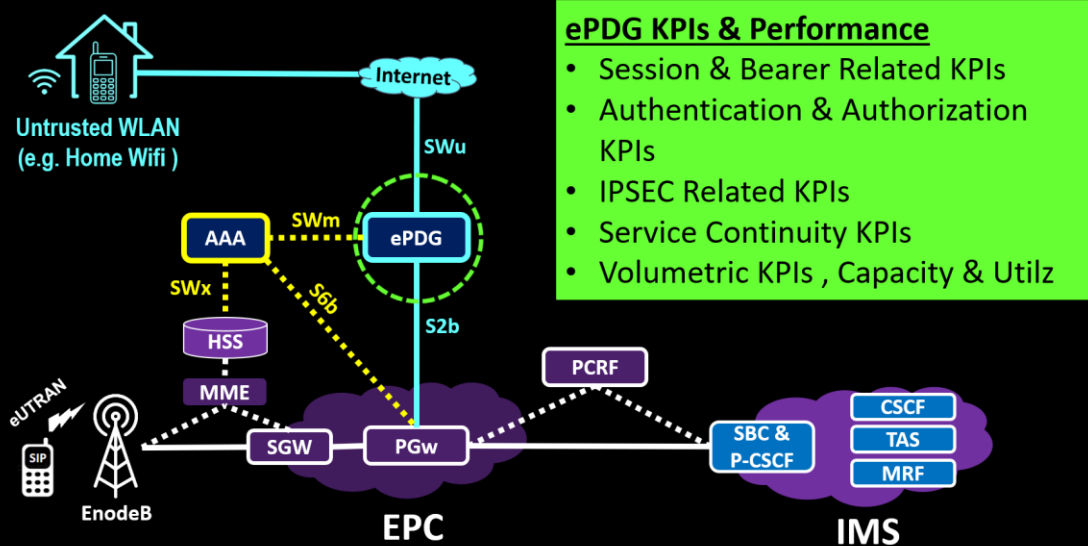 ePDG KPIs & Performance
• Session & Bearer Related KPIs
• Authentication & Authorization
KPIs
• IPSEC Related KPIs
• Service Continuity KPIs
• Volumetric KPIs , Capacity & Utilz
Internet
Untrusted WLAN
(e.g. Home Wifi )
SWu
AAA
SWm
ePDG
SWx
S6b
S2b
HSS
MME
PCRF
eUTRAN
SIP
EnodeB
SGW
PGw
SBC &
P-CSCF
CSCF
TAS
MRF
EPC
IMS